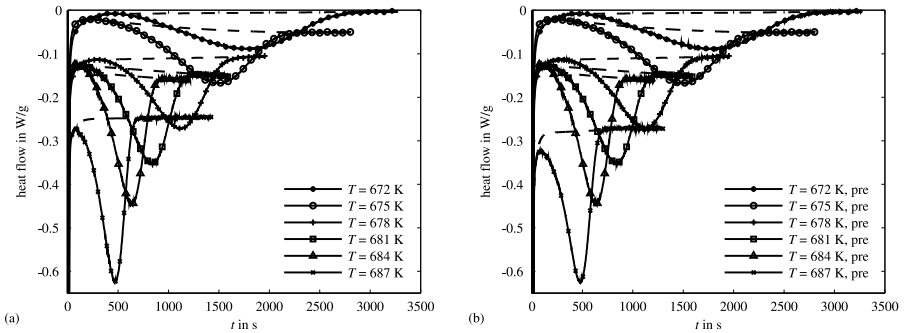 0
-0.1
-0.2
-0.3
-0.4
-0.5
-0.6
heat flow in W/g
T = 672 K
T = 675 K
T = 678 K
T = 681 K
T = 684 K
T = 687 K
0 500 1000 1500 2000 2500 3000 3500
t in s
(a)
0
-0.1
-0.2
-0.3
-0.4
-0.5
-0.6
heat flow in W/g
T = 672 K, pre
T = 675 K, pre
T = 678 K, pre
T = 681 K, pre
T = 684 K, pre
T = 687 K, pre
0 500 1000 1500 2000 2500 3000 3500
t in s
(b)